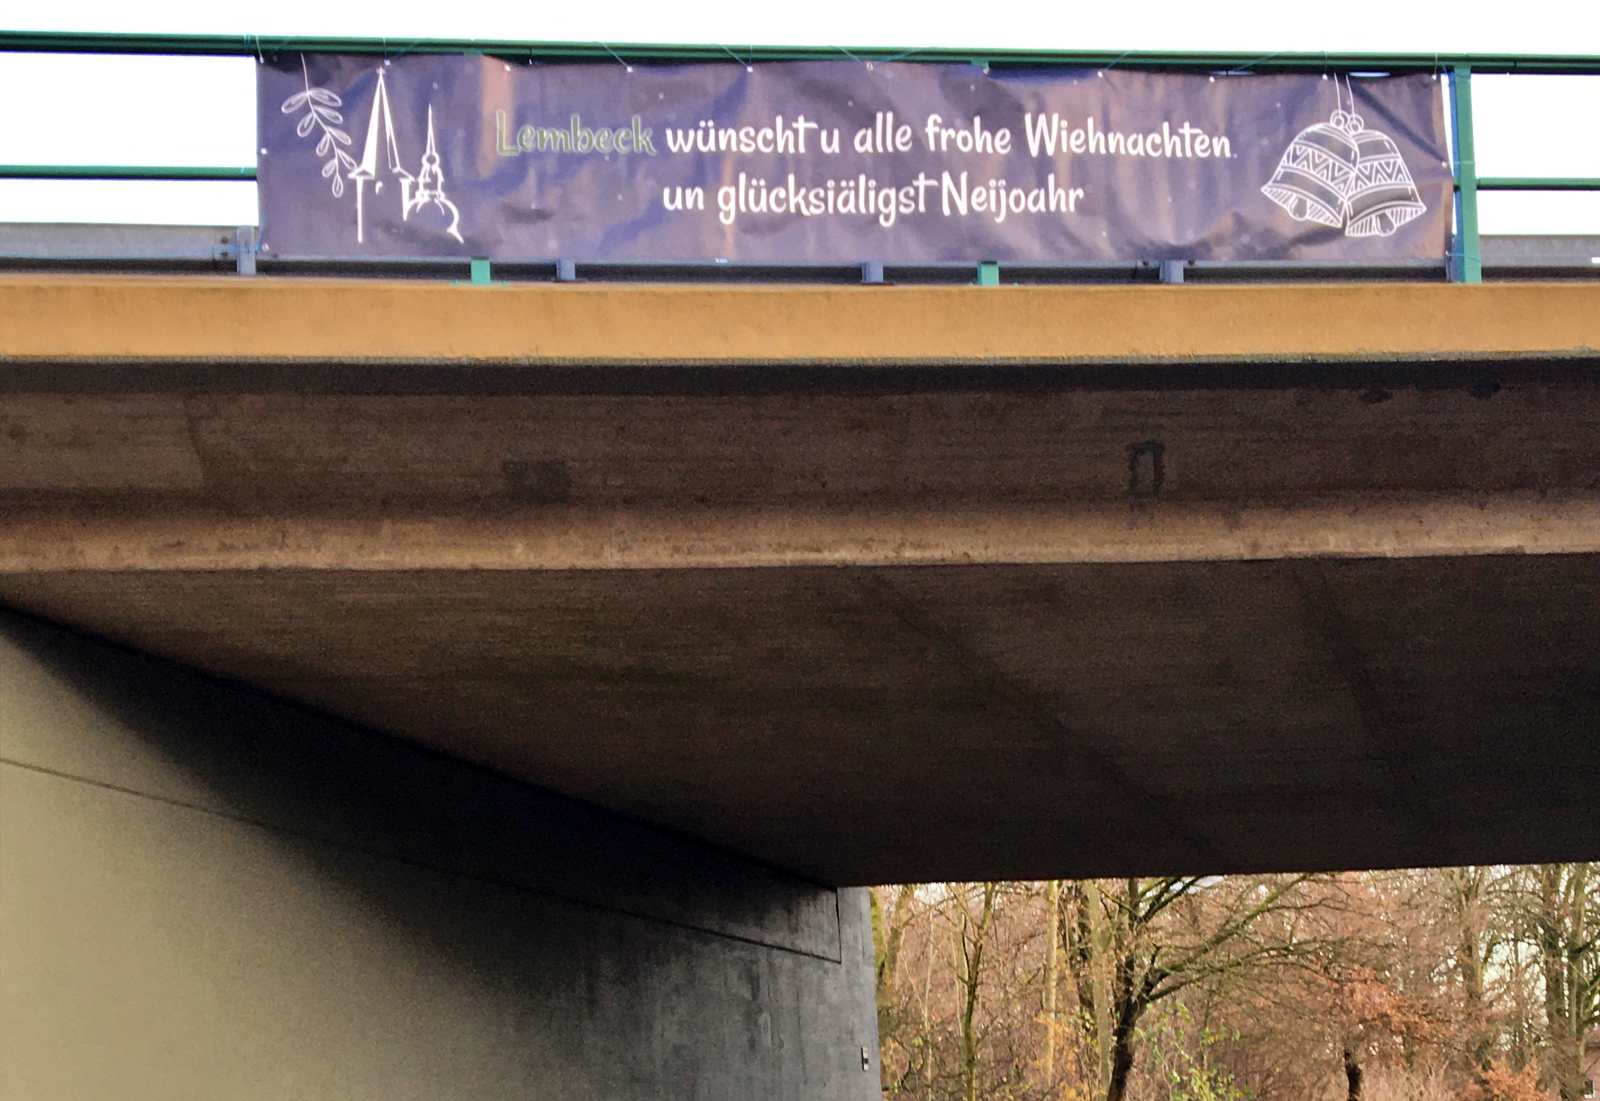 Lembeck wünscht u alle frohe Wiehnachten
un glücksiäligst Neijoahr